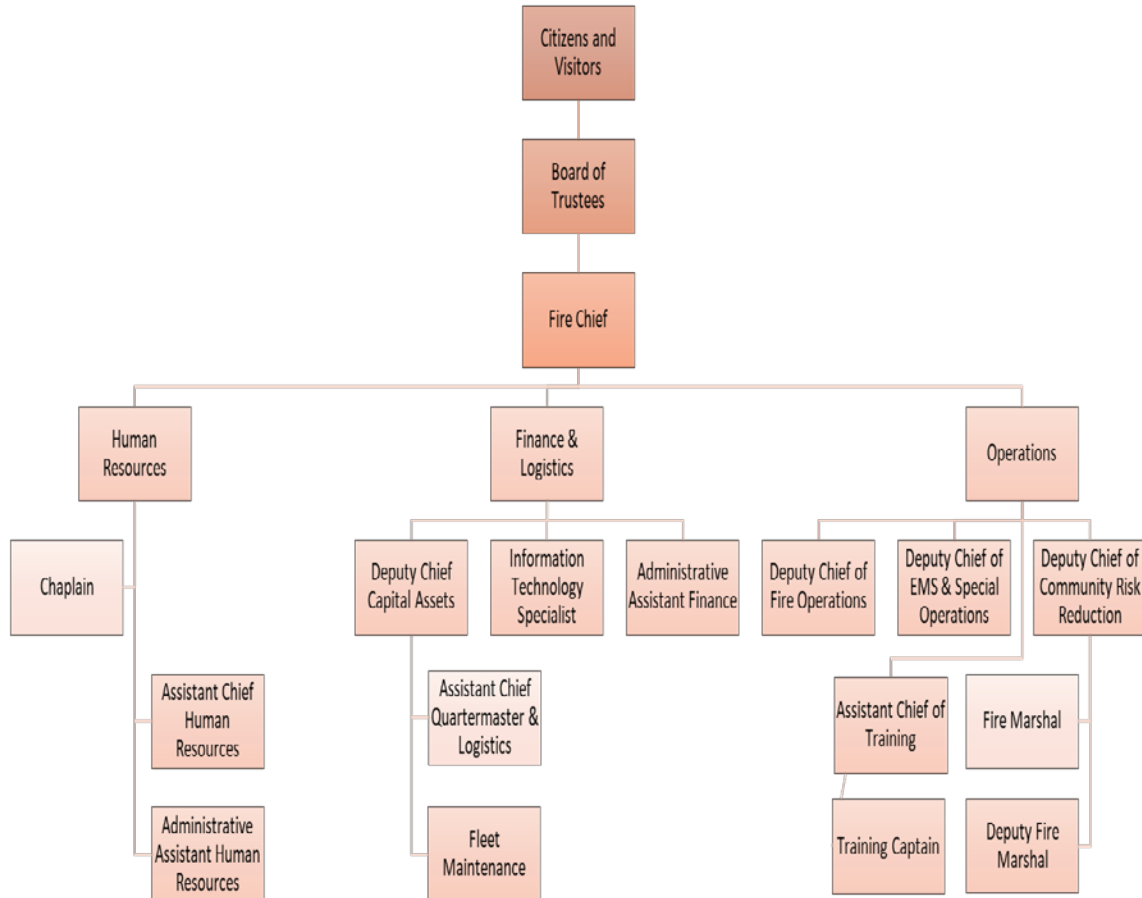 Citizens and
Visitors
Board of
Trustees
Fire Chief
Human
Resources
Finance &
Logistics
Operations
Chaplain
Deputy Chief
Capital Assets
Information
Technology
Specialist
Administrative
Assistant Finance
Deputy Chief of
Fire Operations
Deputy Chief of
EMS & Special
Operations
Deputy Chief of
Community Risk
Reduction
Assistant Chief
Human
Resources
Assistant Chief
Quartermaster &
Logistics
Assistant Chief of
Training
Fire Marshal
Administrative
Assistant Human
Resources
Fleet
Maintenance
Training Captain
Deputy Fire
Marshal